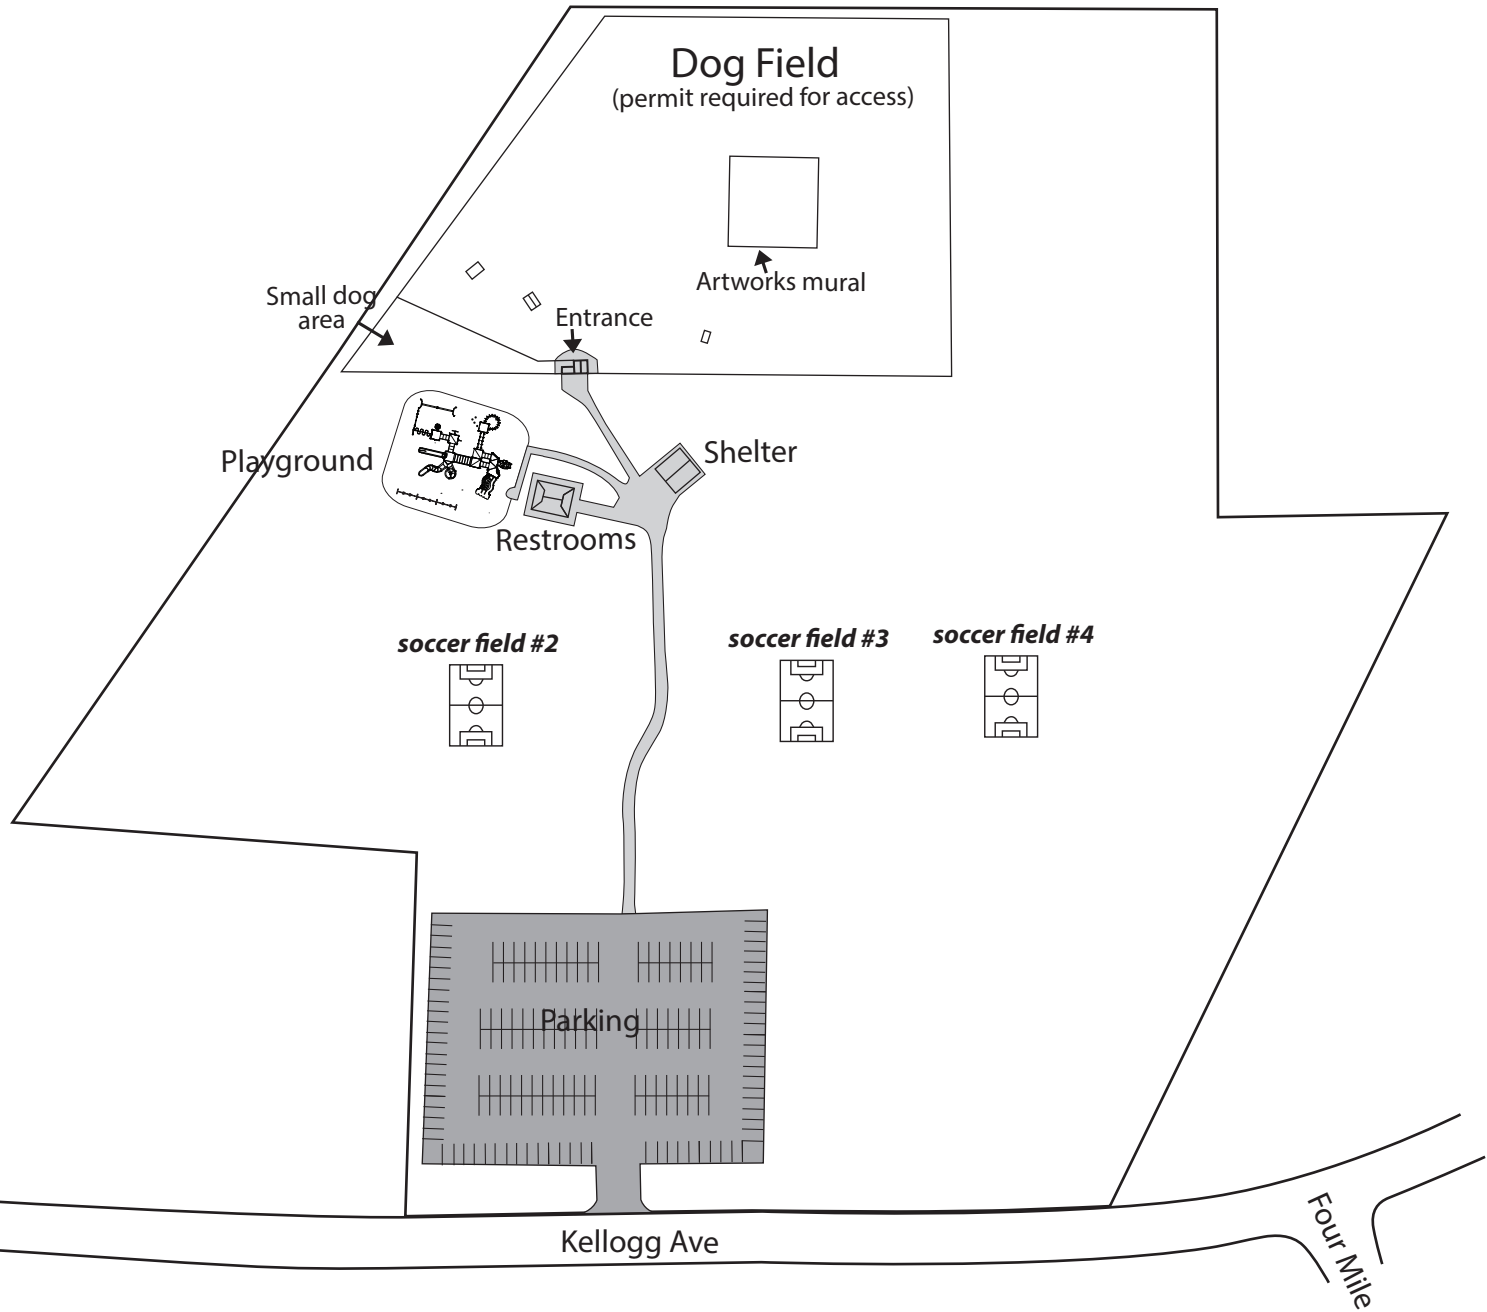 Dog Field
(permit required for access)
Artworks mural
Small dog
area
Entrance
Playground
Shelter
Restrooms
soccer field #2
soccer field #3
soccer field #4
Parking
Kellogg Ave
Four Mile